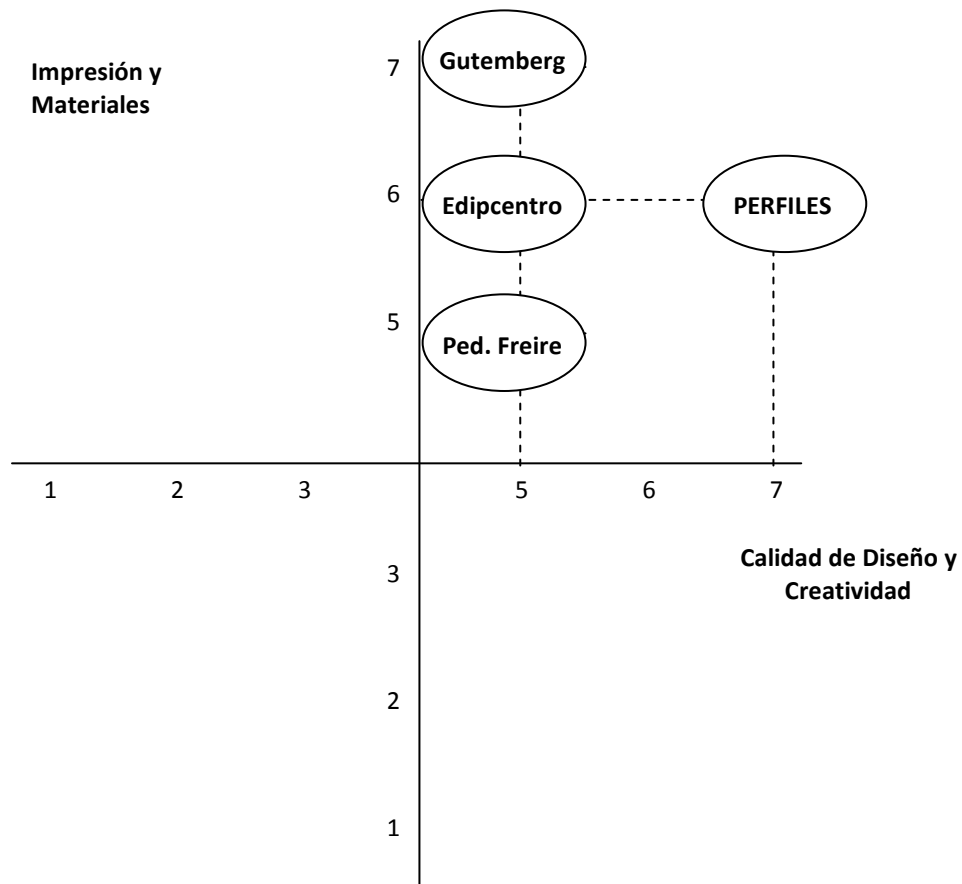 Impresión y
Materiales
7
Gutemberg
6
Edipcentro
PERFILES
5
Ped. Freire
1 2 3 5 6 7
Calidad de Diseño y
Creatividad
3
2
1